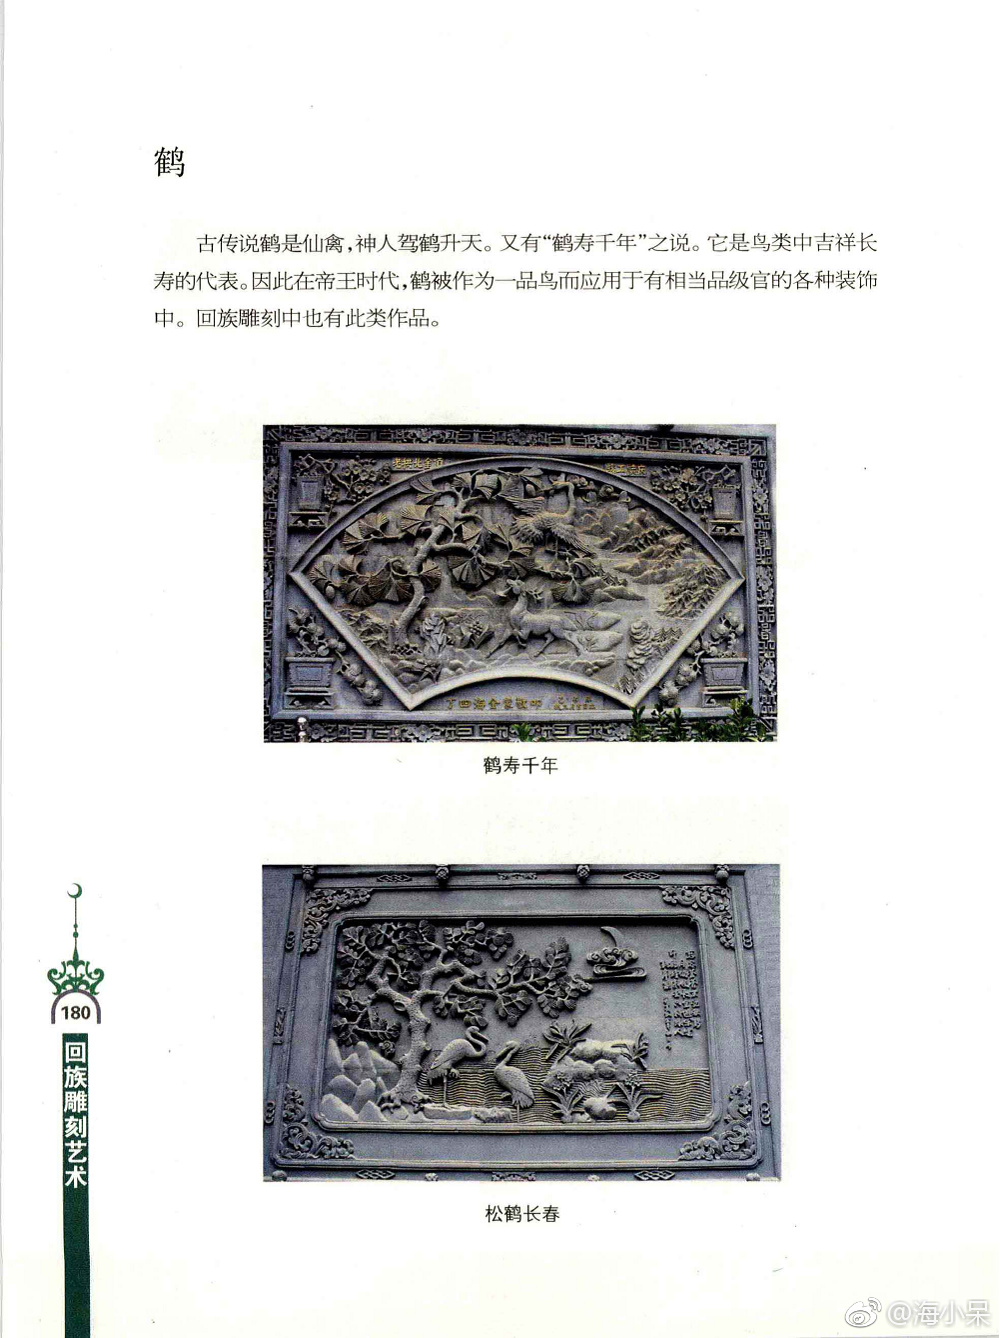 鹤
古传说鹤是仙禽,神人驾鹤升天。又有“鹤寿千年”之说。它是鸟类中吉祥长
寿的代表。因此在帝王时代,鹤被作为一品鸟而应用于有相当品级官的各种装饰
中。回族雕刻中也有此类作品。
鹤寿千年
松鹤长春
180
回族雕刻艺术
@海小呆